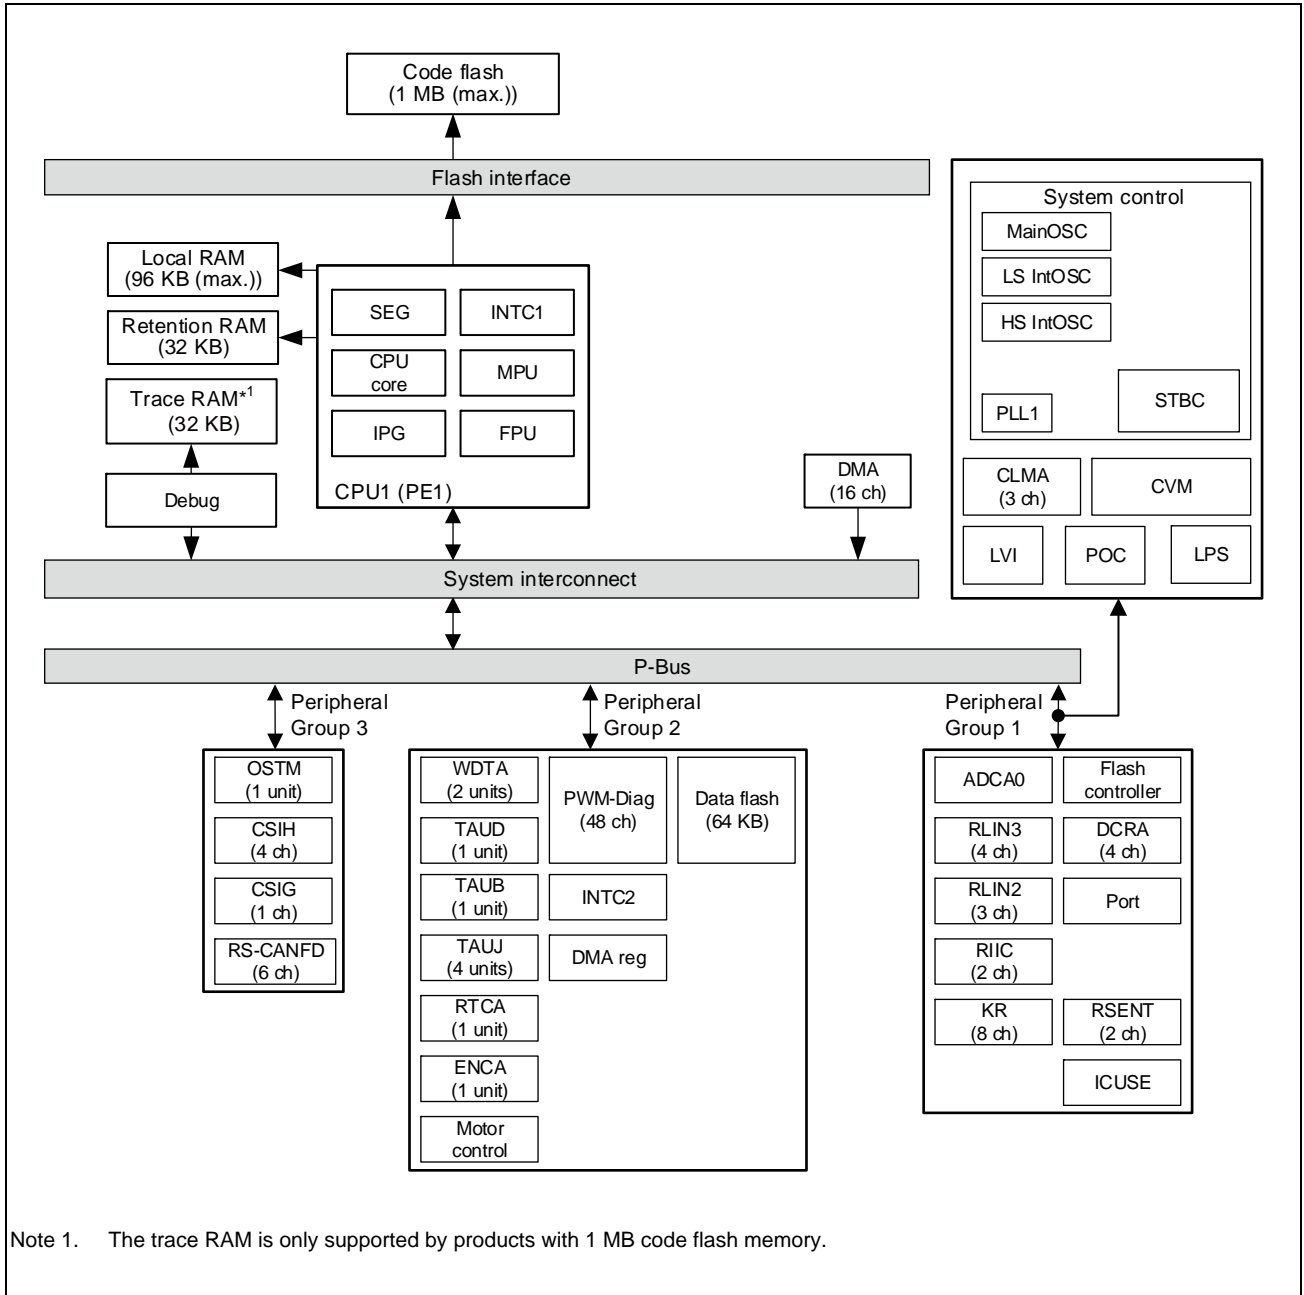 Code flash
(1 MB (max.))
Flash interface
System control
MainOSC
LS IntOSC
HS IntOSC
PLL1
STBC
CLMA
(3 ch)
CVM
LVI
POC
LPS
Local RAM
(96 KB (max.))
Retention RAM
(32 KB)
Trace RAM*1
(32 KB)
Debug
SEG
INTC1
CPU
core
MPU
IPG
FPU
CPU1 (PE1)
DMA
(16 ch)
System interconnect
P-Bus
Peripheral
Group 3
Peripheral
Group 2
Peripheral
Group 1
OSTM
(1 unit)
CSIH
(4 ch)
CSIG
(1 ch)
RS-CANFD
(6 ch)
WDTA
(2 units)
TAUD
(1 unit)
TAUB
(1 unit)
TAUJ
(4 units)
RTCA
(1 unit)
ENCA
(1 unit)
Motor
control
PWM-Diag
(48 ch)
INTC2
DMA reg
Data flash
(64 KB)
ADCA0
RLIN3
(4 ch)
RLIN2
(3 ch)
RIIC
(2 ch)
KR
(8 ch)
Flash
controller
DCRA
(4 ch)
Port
RSENT
(2 ch)
ICUSE
Note 1. The trace RAM is only supported by products with 1 MB code flash memory.